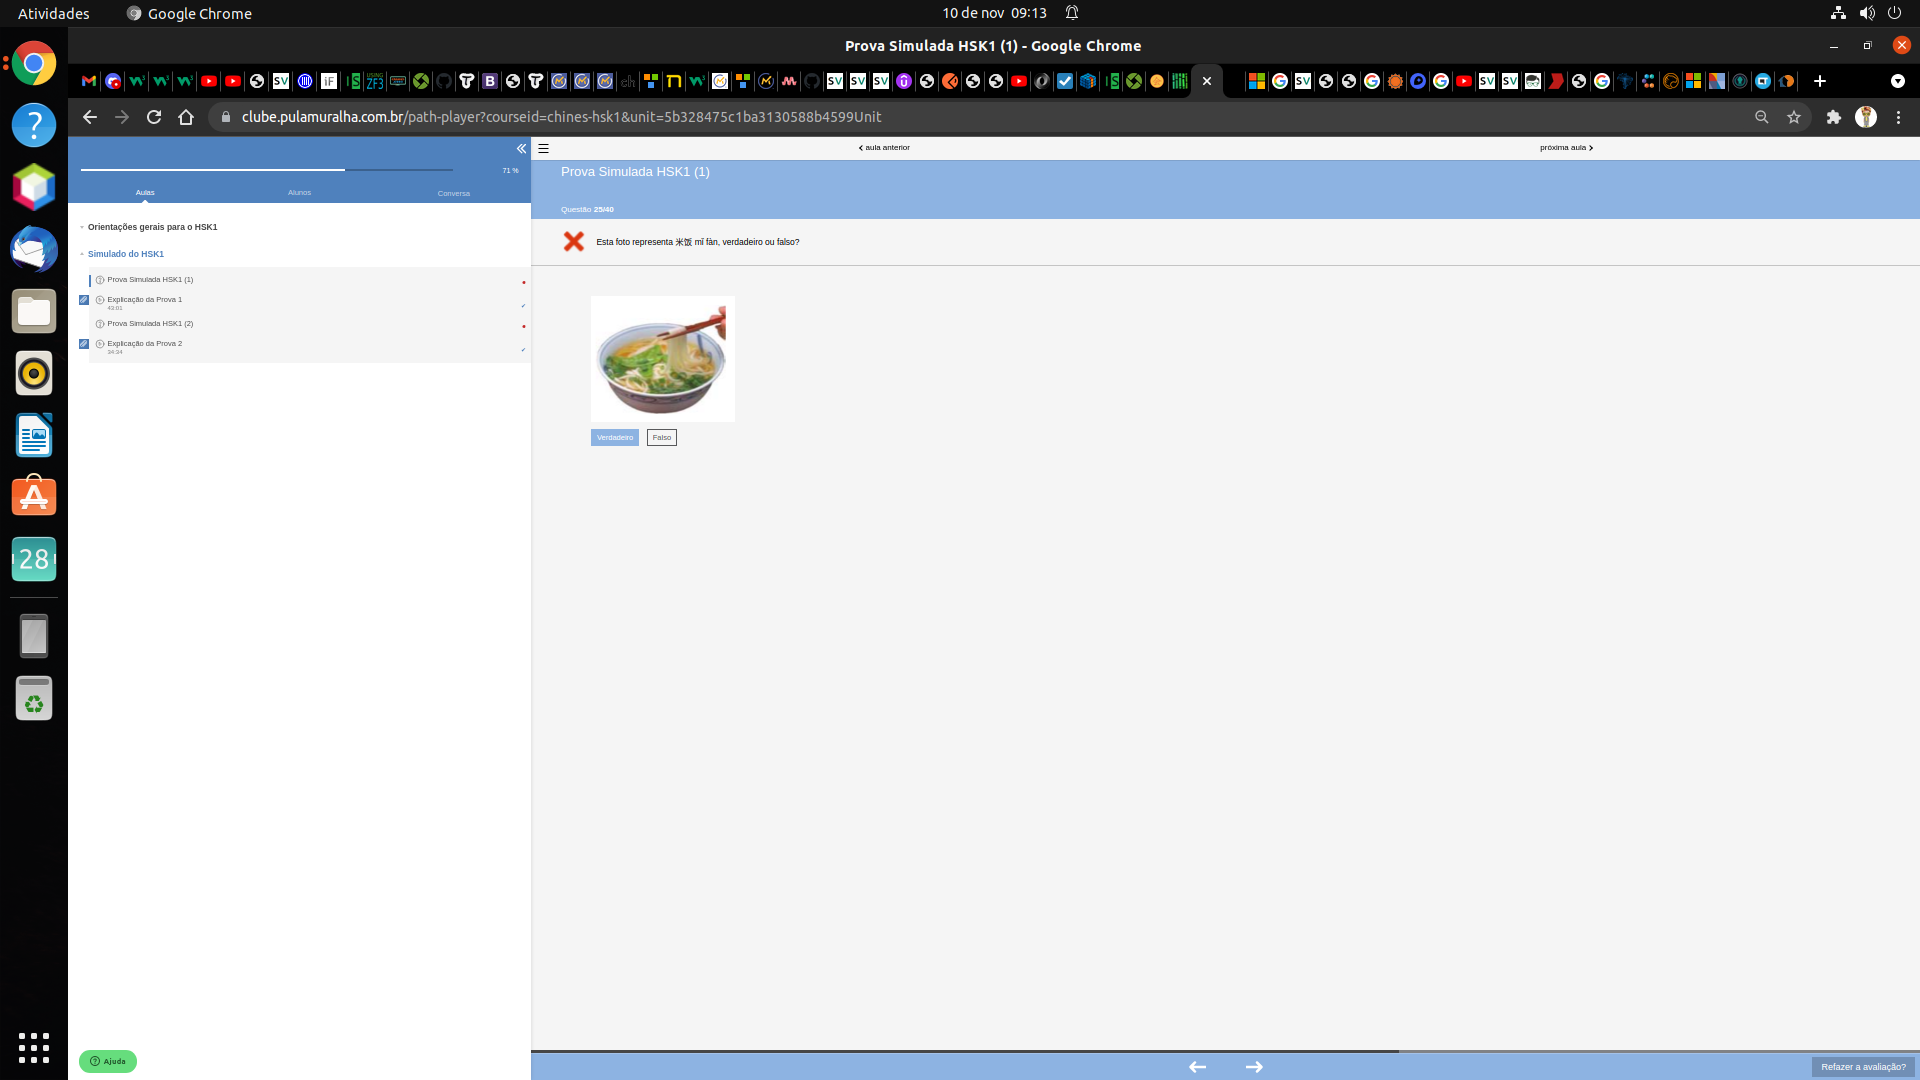 Atividades
Google Chrome
10 de nov 09:13
Prova Simulada HSK1 (1) - Google Chrome
clube.pulamuralha.com.br/path-player?courseid=chines-hsk1&unit=5b328475c1ba3130588b4599Unit
71 %
Aulas
Alunos
Conversa
Orientações gerais para o HSK1
Simulado do HSK1
Prova Simulada HSK1 (1)
Explicação da Prova 1
43:01
Prova Simulada HSK1 (2)
Explicação da Prova 2
34:34
Ajuda
aula anterior
próxima aula
Prova Simulada HSK1 (1)
Questão 25/40
Esta foto representa 米饭 mǐ fàn, verdadeiro ou falso?
Verdadeiro
Falso
Refazer a avaliação?
28